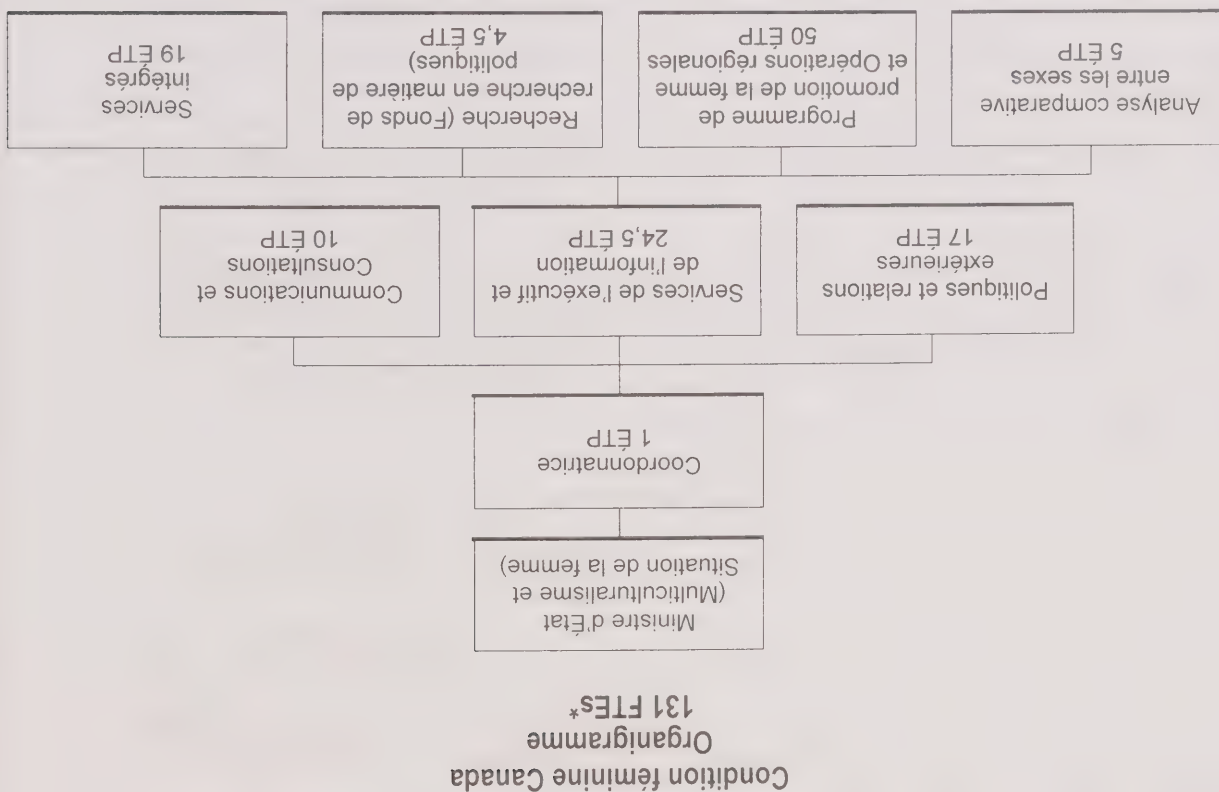 Condition féminine Canada
Organigramme
131 FTEs*
Ministre d'État
(Multiculturalisme et
Situation de la femme)
Coordonnatrice
1 ÉTP
Politiques et relations
extérieures
17 ÉTP
Services de l'exécutif et
de l'information
24,5 ÉTP
Communications et
Consultations
10 ÉTP
Analyse comparative
entre les sexes
5 ÉTP
Programme de
promotion de la femme
et Opérations régionales
50 ÉTP
Recherche (Fonds de
recherche en matière de
politiques)
4,5 ÉTP
Services
intégrés
19 ÉTP